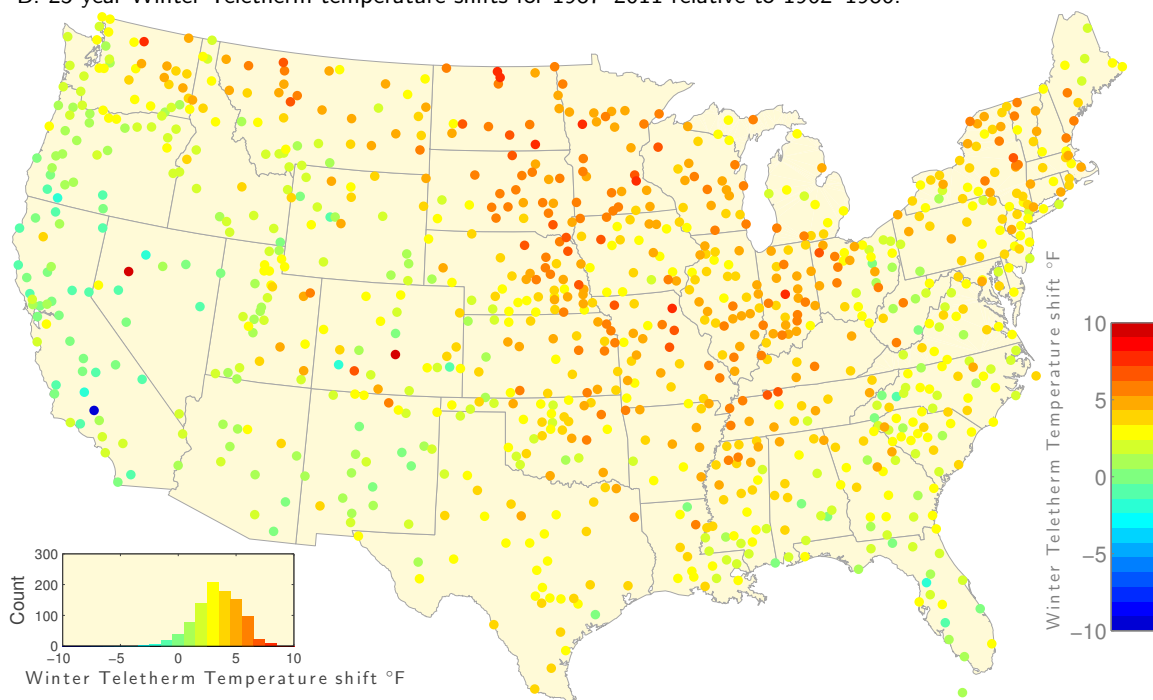 25-year Winter Teletherm temperature shifts for 1987–2011 relative to 1962–1986.
10
5
0
−5
−10
Winter Teletherm Temperature shift °F
300
200
100
0
Count
−10 −5 0 5 10
Winter Teletherm Temperature shift °F